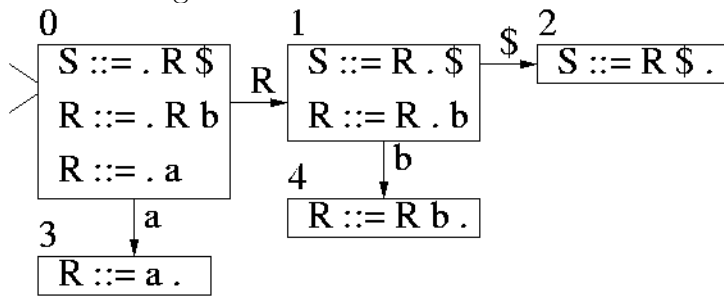 0 1 2
S ::= . R $
R ::= . R b
R ::= . a
R
S ::= R . $
R ::= R . b
$
S ::= R $ .
b
4
R ::= R b .
a
3
R ::= a .